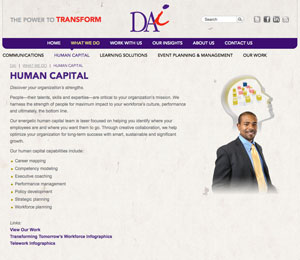 THE POWER TO TRANSFORM
DAi
HOME
WHAT WE DO
WORK WITH US
OUR INSIGHTS
ABOUT US
CONTACT US
COMMUNICATIONS
HUMAN CAPITAL
LEARNING SOLUTIONS
EVENT PLANNING & MANAGEMENT
OUR WORK
DAI | WHAT WE DO | HUMAN CAPITAL
HUMAN CAPITAL
Discover your organization's strengths.
People—their talents, skills and expertise—are critical to your organization's mission. We
harness the strength of people for maximum impact to your workforce's culture, performance
and ultimately, the bottom line.
Our energetic human capital team is laser focused on helping you identify where your
employees are and where you want them to go. Through creative collaboration, we help
optimize your organization for long-term success with smart, sustainable and significant
growth.
Our human capital capabilities include:
Career mapping
Competency modeling
Executive coaching
Performance management
Policy development
Strategic planning
Workforce planning
Links:
View Our Work
Transforming Tomorrow's Workforce Infographics
Telework Infographics